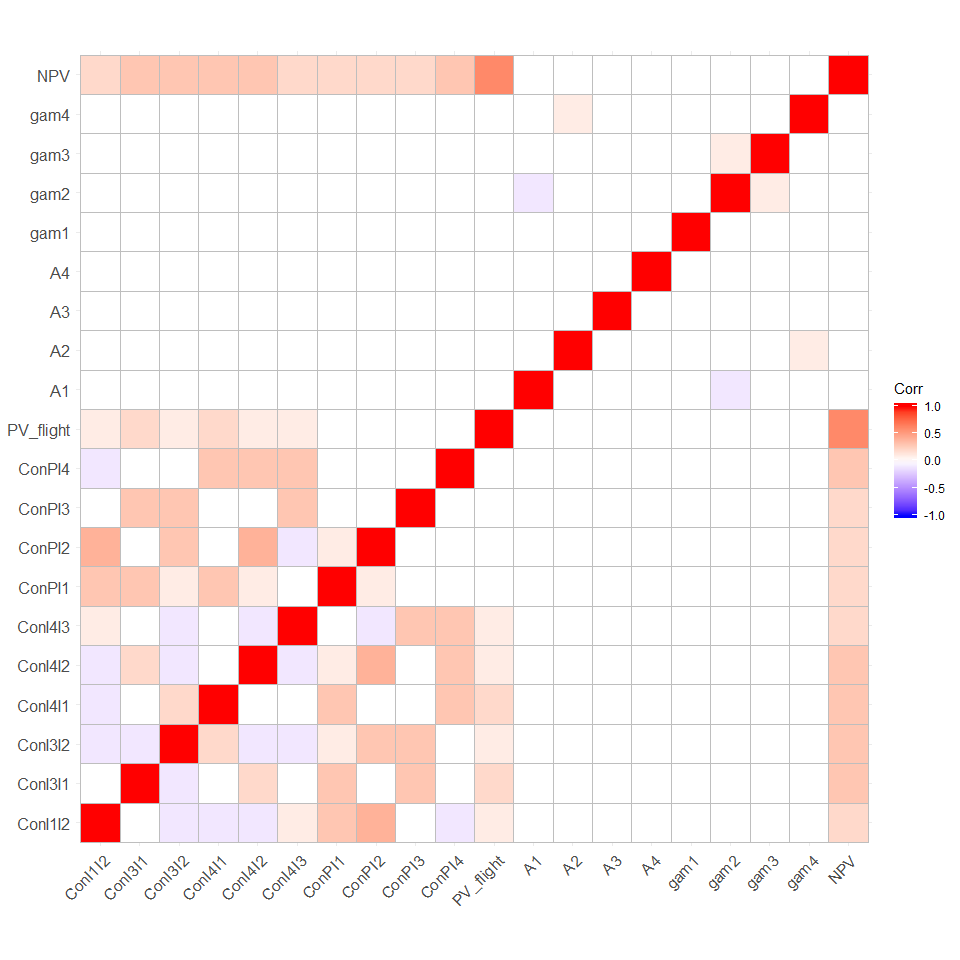 NPV
gam4
gam3
gam2
gam1
A4
A3
A2
A1
PV_flight
ConPI4
ConPI3
ConPI2
ConPI1
ConI4I3
ConI4I2
ConI4I1
ConI3I2
ConI3I1
ConI1I2
ConI1I2
ConI3I1
ConI3I2
ConI4I1
ConI4I2
ConI4I3
ConPI1
ConPI2
ConPI3
ConPI4
PV_flight
A1
A2
A3
A4
gam1
gam2
gam3
gam4
NPV
Corr
1.0
0.5
0.0
-0.5
-1.0